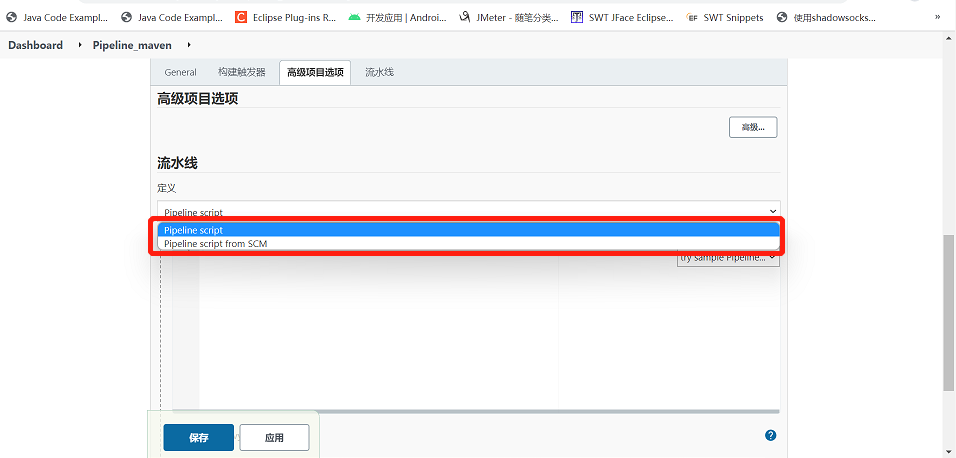 Java Code Exampl... Java Code Exampl... Eclipse Plug-ins R... 开发应用 | Androi... JMeter - 随笔分类... SWT JFace Eclipse... EF SWT Snippets 使用shadowsocks... »
Dashboard Pipeline_maven
General 构建触发器 高级项目选项 流水线
高级项目选项
高级...
流水线
定义
Pipeline script
Pipeline script
Pipeline script from SCM
try sample Pipeline...
保存 应用 ?